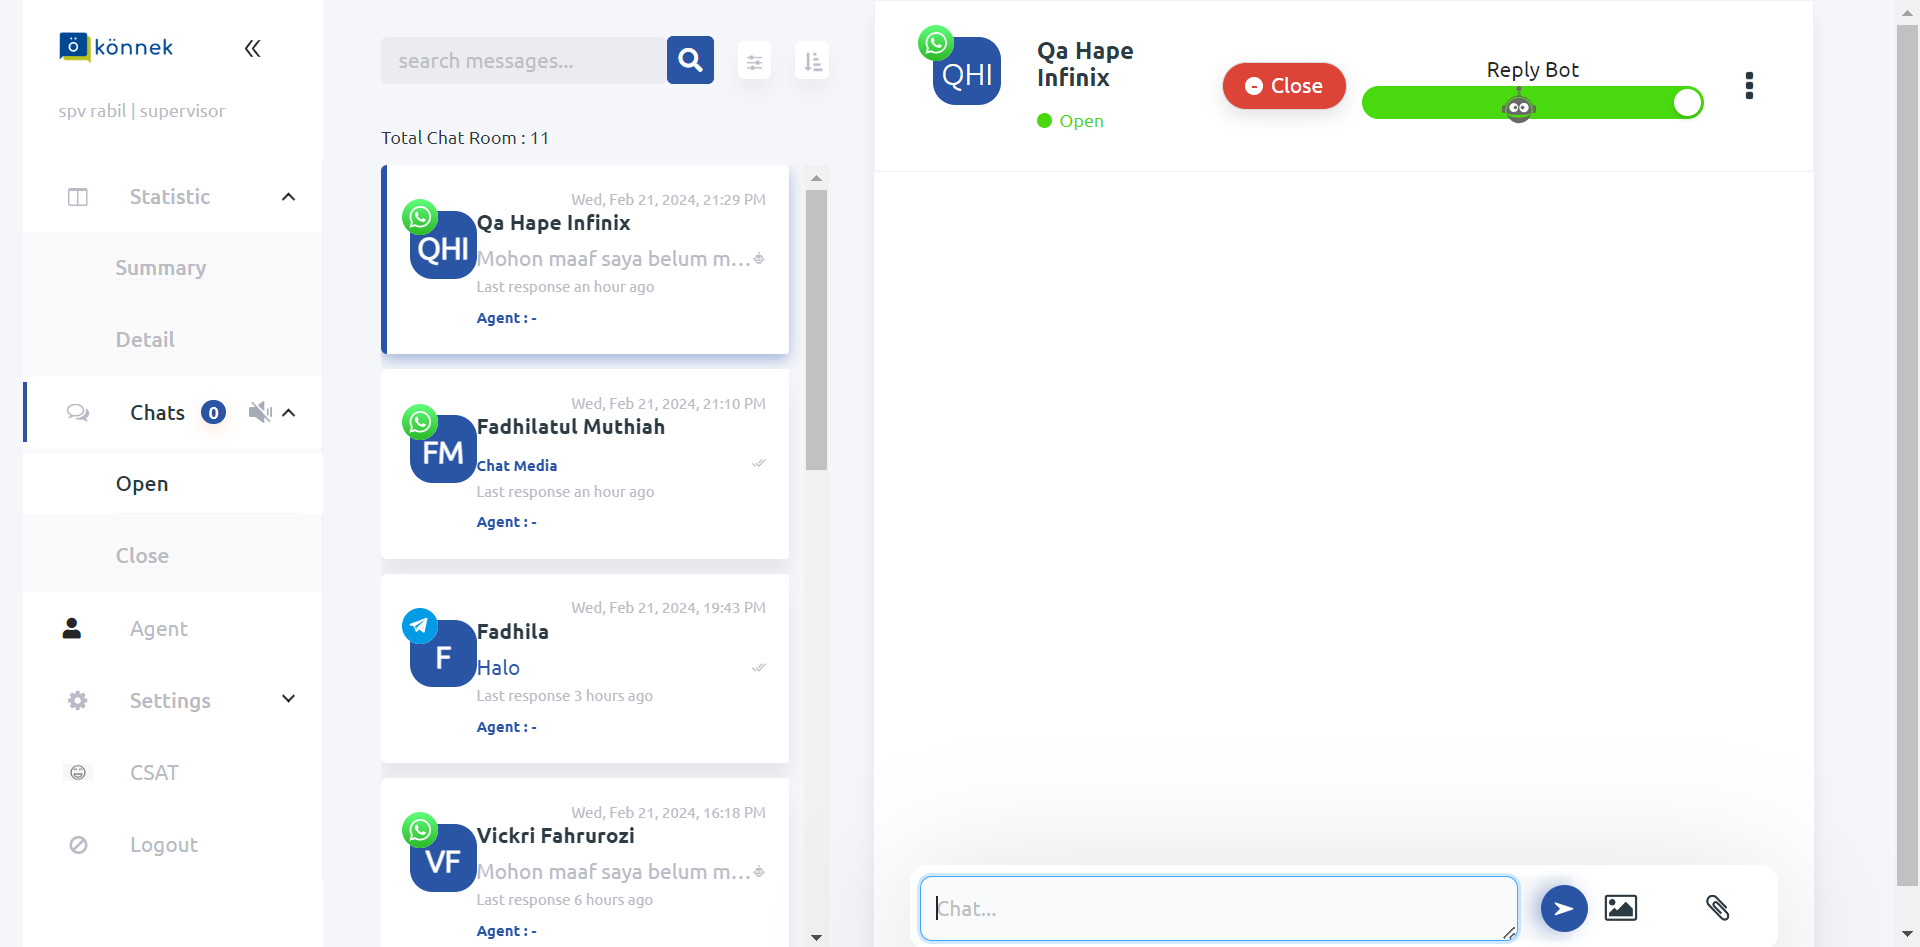 ö könnek
spv rabil | supervisor
Statistic
Summary
Detail
Chats 0
Open
Close
Agent
Settings
CSAT
Logout
search messages...
Total Chat Room : 11
Wed, Feb 21, 2024, 21:29 PM
QHI
Qa Hape Infinix
Mohon maaf saya belum m...
Last response an hour ago
Agent : -
Wed, Feb 21, 2024, 21:10 PM
FM
Fadhilatul Muthiah
Chat Media
Last response an hour ago
Agent : -
Wed, Feb 21, 2024, 19:43 PM
F
Fadhila
Halo
Last response 3 hours ago
Agent : -
Wed, Feb 21, 2024, 16:18 PM
VF
Vickri Fahrurozi
Mohon maaf saya belum m...
Last response 6 hours ago
Agent : -
QHI
Qa Hape
Infinix
Open
Close
Reply Bot
Chat...